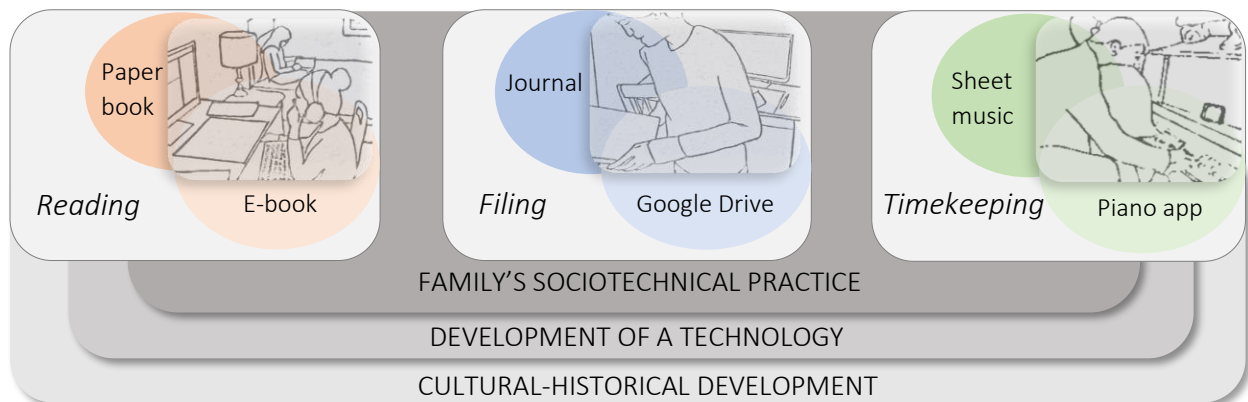 Paper
book
Reading
E-book
Journal
Filing
Google Drive
Sheet
music
Timekeeping
Piano app
FAMILY’S SOCIOTECHNICAL PRACTICE
DEVELOPMENT OF A TECHNOLOGY
CULTURAL-HISTORICAL DEVELOPMENT